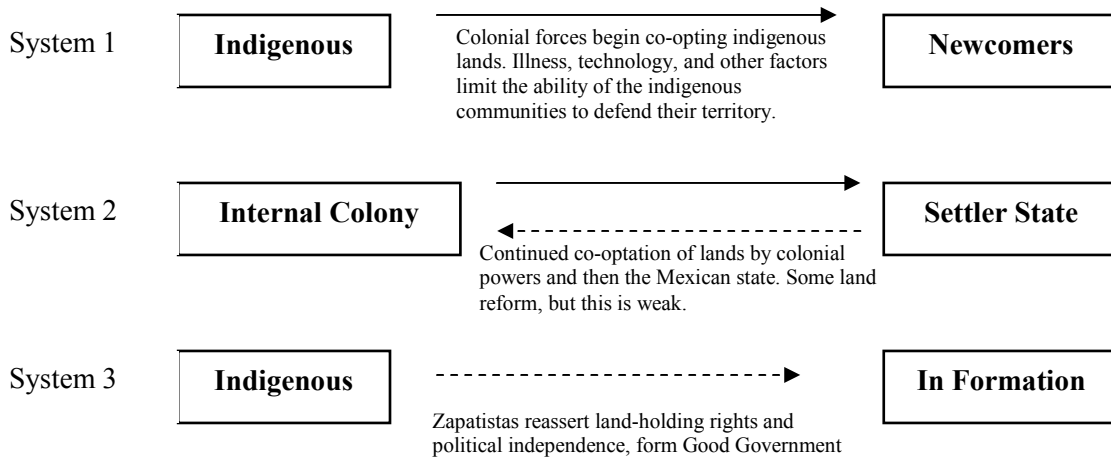 System 1
Indigenous
Newcomers
Colonial forces begin co-opting indigenous
lands. Illness, technology, and other factors
limit the ability of the indigenous
communities to defend their territory.
System 2
Internal Colony
Settler State
Continued co-optation of lands by colonial
powers and then the Mexican state. Some land
reform, but this is weak.
System 3
Indigenous
In Formation
Zapatistas reassert land-holding rights and
political independence, form Good Government